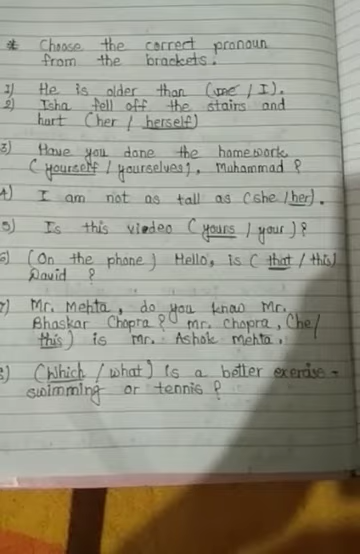 * Choose the correct pronoun
from the brackets.
1) He is older than (me / I).
2) Isha fell off the stairs and
hurt (her / herself)
3) Have you done the homework
(yourself / yourselves), Muhammad ?
4) I am not as tall as (she / her).
5) Is this video (yours / your) ?
6) (On the phone) Hello, is (that / this)
David ?
7) Mr. Mehta, do you know Mr.
Bhaskar Chopra ? mr. Chopra, (he /
this) is mr. Ashok Mehta.
8) (Which / what) is a better exercise -
swimming or tennis ?